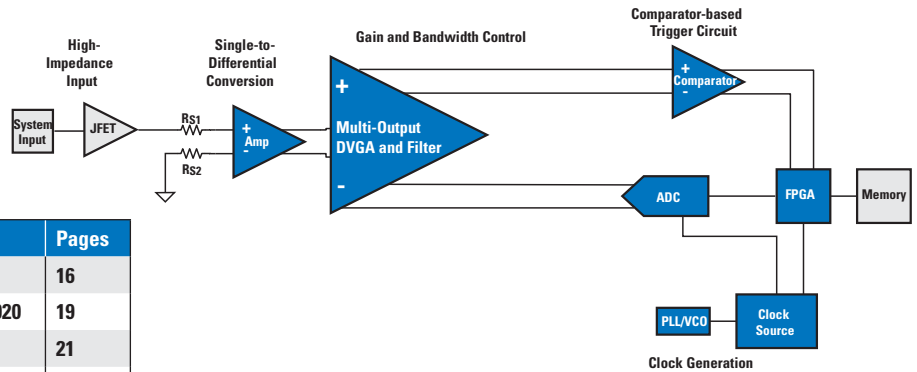 Comparator-based
Trigger Circuit
High-
Impedance
Input
Single-to-
Differential
Conversion
Gain and Bandwidth Control
System
Input
JFET
RS1
RS2
+
Amp
-
+
Multi-Output
DVGA and Filter
-
+
Comparator
-
ADC
FPGA
Memory
PLL/VCO
Clock
Source
Clock Generation
Pages
16
020 19
21